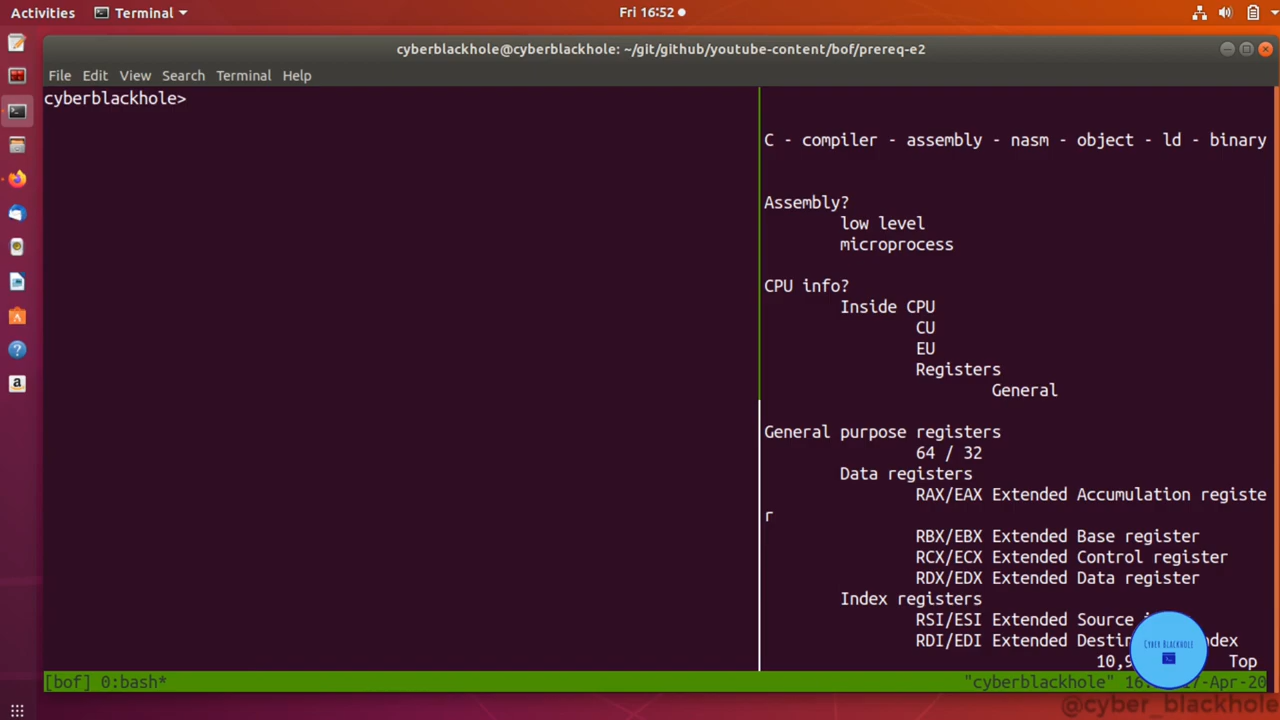 Activities Terminal Fri 16:52
cyberblackhole@cyberblackhole: ~/git/github/youtube-content/bof/prereq-e2
File Edit View Search Terminal Help
cyberblackhole>
C - compiler - assembly - nasm - object - ld - binary
Assembly?
low level
microprocess
CPU info?
Inside CPU
CU
EU
Registers
General
General purpose registers
64 / 32
Data registers
RAX/EAX Extended Accumulation registe
r
RBX/EBX Extended Base register
RCX/ECX Extended Control register
RDX/EDX Extended Data register
Index registers
RSI/ESI Extended Source
RDI/EDI Extended
Top
CYBER BLACKHOLE
[bof] 0:bash* "cyberblackhole"
@cyber_blackhole